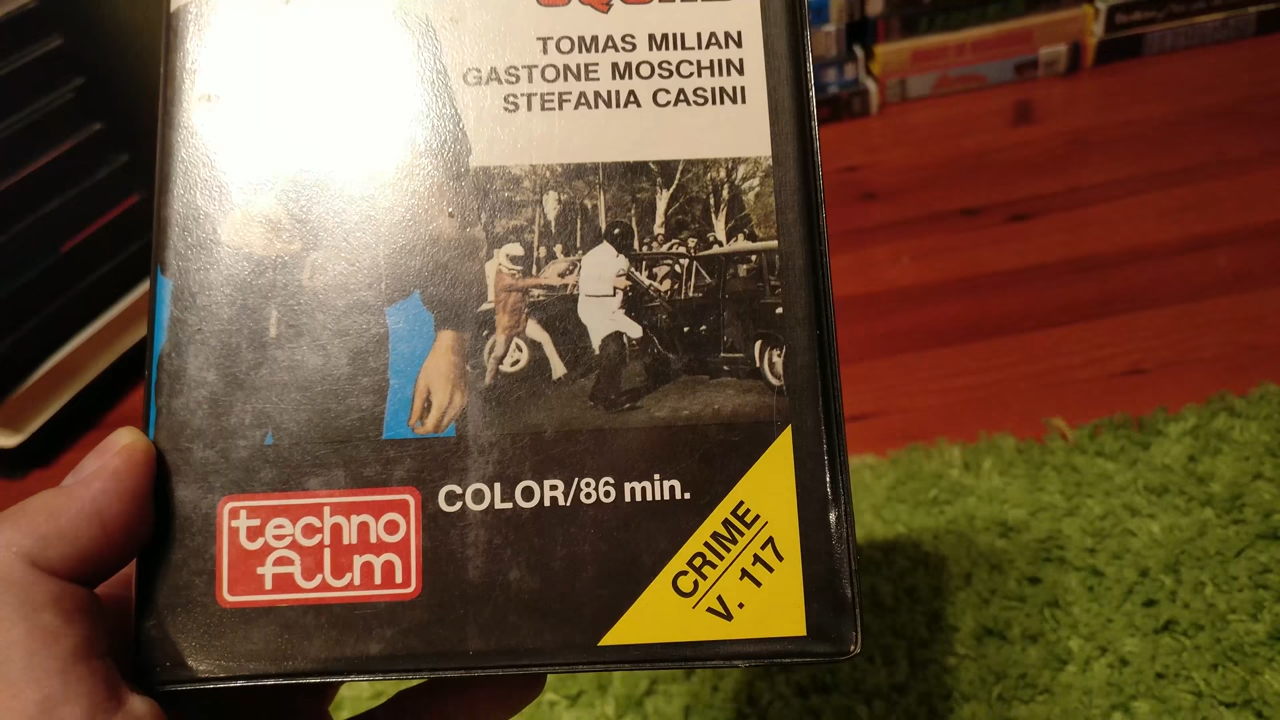 TOMAS MILIAN
GASTONE MOSCHIN
STEFANIA CASINI
COLOR/86 min.
techno
film
CRIME
V. 117